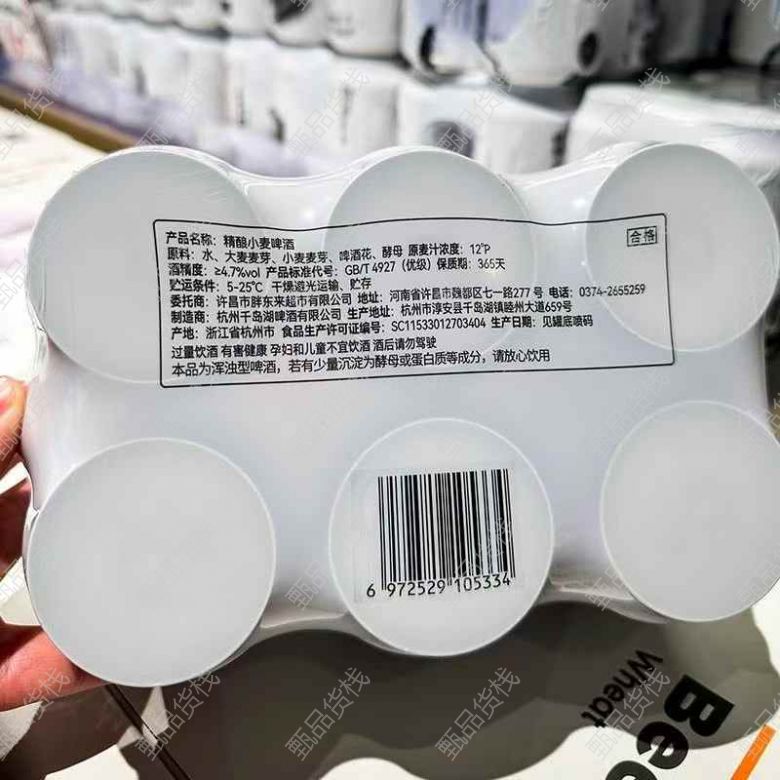 产品名称：精酿小麦啤酒
合格
原料：水、大麦麦芽、小麦麦芽、啤酒花、酵母 原麦汁浓度：12°P
酒精度：≥4.7%vol 产品标准代号：GB/T 4927（优级）保质期：365天
贮运条件：5-25℃ 干燥避光运输、贮存
委托商：许昌市胖东来超市有限公司 地址：河南省许昌市魏都区七一路277号 电话：0374-2655259
制造商：杭州千岛湖啤酒有限公司 生产地址：杭州市淳安县千岛湖镇睦州大道659号
产地：浙江省杭州市 食品生产许可证编号：SC11533012703404 生产日期：见罐底喷码
过量饮酒 有害健康 孕妇和儿童不宜饮酒 酒后请勿驾驶
本品为浑浊型啤酒，若有少量沉淀为酵母或蛋白质等成分，请放心饮用
6 972529 105334
Wheat
Bee
甄品货栈